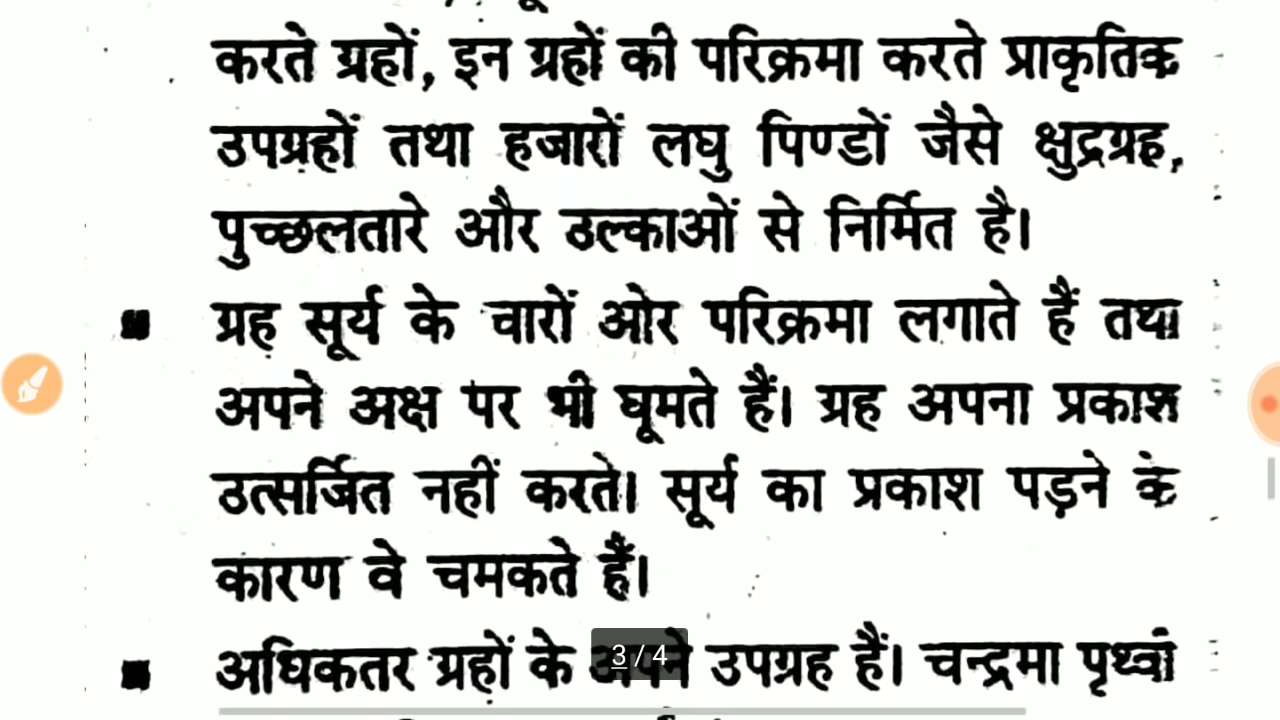 करते ग्रहों, इन ग्रहों की परिक्रमा करते प्राकृतिक
उपग्रहों तथा हजारों लघु पिण्डों जैसे क्षुद्रग्रह,
पुच्छलतारे और उल्काओं से निर्मित है।
■ ग्रह सूर्य के चारों ओर परिक्रमा लगाते हैं तथा
अपने अक्ष पर भी घूमते हैं। ग्रह अपना प्रकाश
उत्सर्जित नहीं करते। सूर्य का प्रकाश पड़ने के
कारण वे चमकते हैं।
■ अधिकतर ग्रहों के अपने उपग्रह हैं। चन्द्रमा पृथ्वी
3 / 4